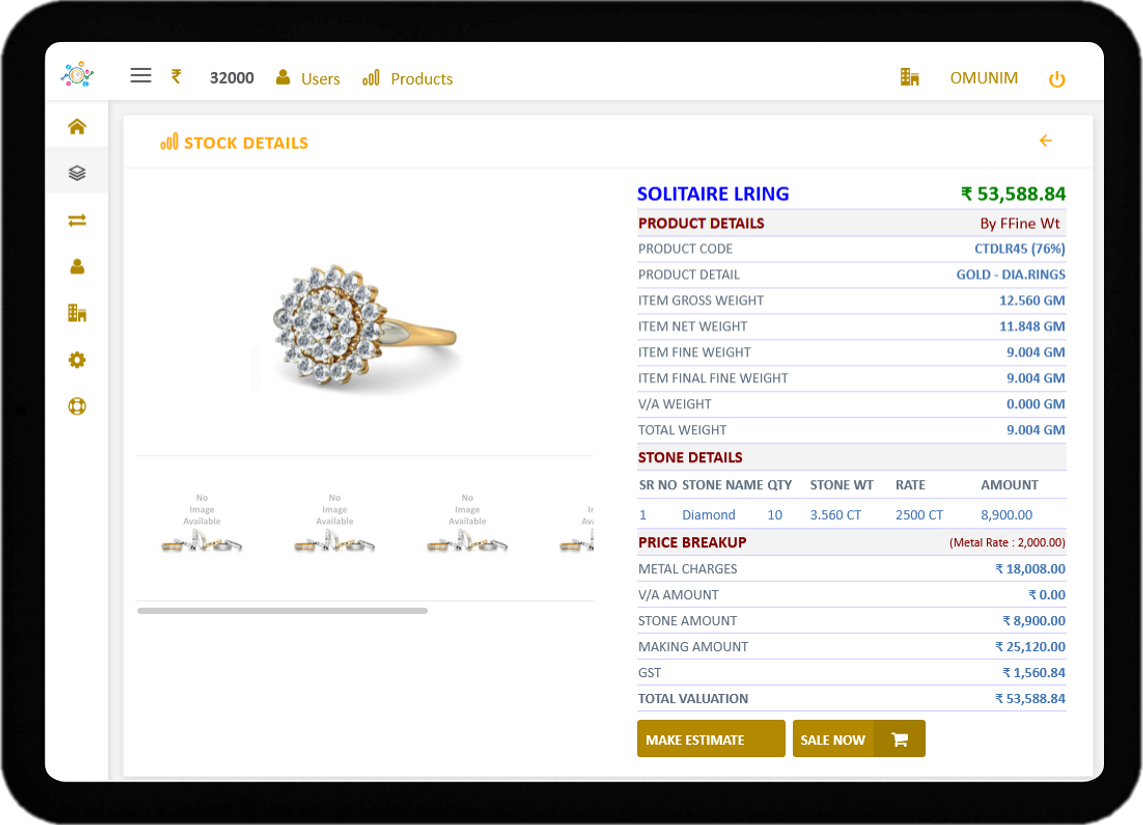 ₹ 32000 Users Products OMUNIM
STOCK DETAILS
SOLITAIRE LRING ₹ 53,588.84
PRODUCT DETAILS By FFine Wt
PRODUCT CODE CTDLR45 (76%)
PRODUCT DETAIL GOLD - DIA.RINGS
ITEM GROSS WEIGHT 12.560 GM
ITEM NET WEIGHT 11.848 GM
ITEM FINE WEIGHT 9.004 GM
ITEM FINAL FINE WEIGHT 9.004 GM
V/A WEIGHT 0.000 GM
TOTAL WEIGHT 9.004 GM
STONE DETAILS
SR NO STONE NAME QTY STONE WT RATE AMOUNT
1 Diamond 10 3.560 CT 2500 CT 8,900.00
PRICE BREAKUP (Metal Rate : 2,000.00)
METAL CHARGES ₹ 18,008.00
V/A AMOUNT ₹ 0.00
STONE AMOUNT ₹ 8,900.00
MAKING AMOUNT ₹ 25,120.00
GST ₹ 1,560.84
TOTAL VALUATION ₹ 53,588.84
MAKE ESTIMATE SALE NOW
No
Image
Available
No
Image
Available
No
Image
Available